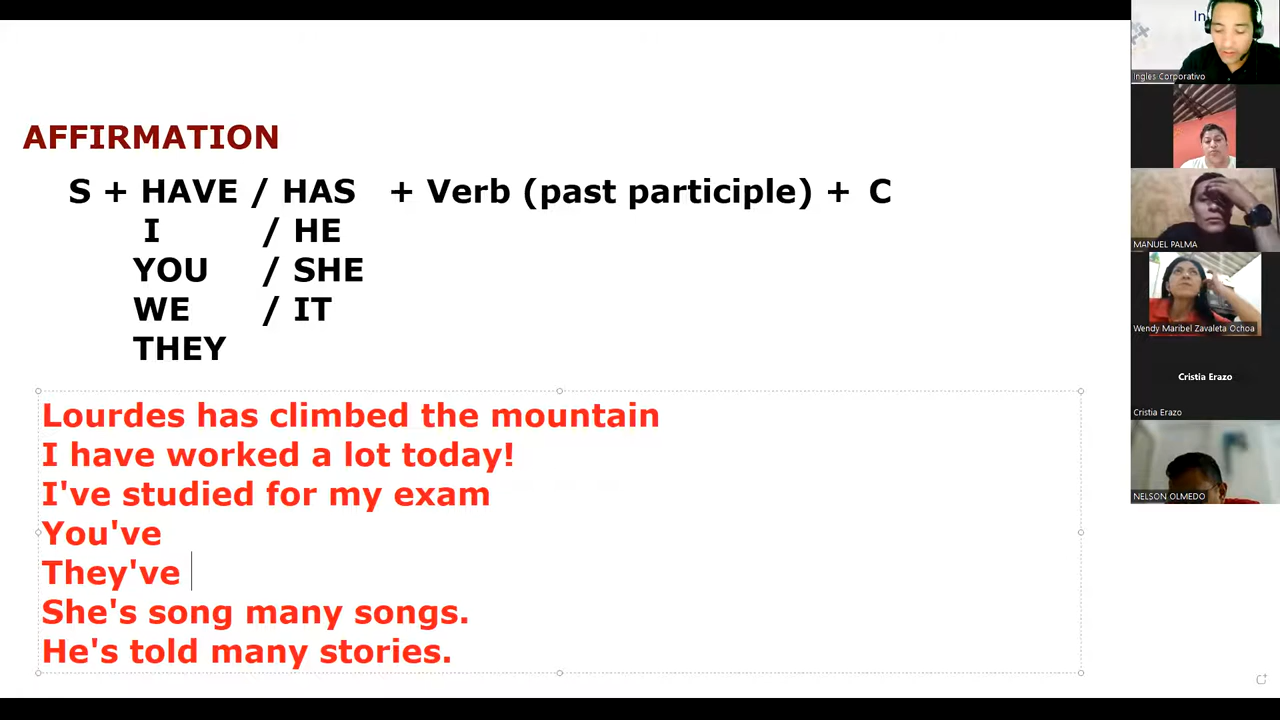 AFFIRMATION
S + HAVE / HAS + Verb (past participle) + C
I / HE
YOU / SHE
WE / IT
THEY
Lourdes has climbed the mountain
I have worked a lot today!
I've studied for my exam
You've
They've
She's song many songs.
He's told many stories.
In
Ingles Corporativo
MANUEL PALMA
Wendy Maribel Zavaleta Ochoa
Cristia Erazo
Cristia Erazo
NELSON OLMEDO